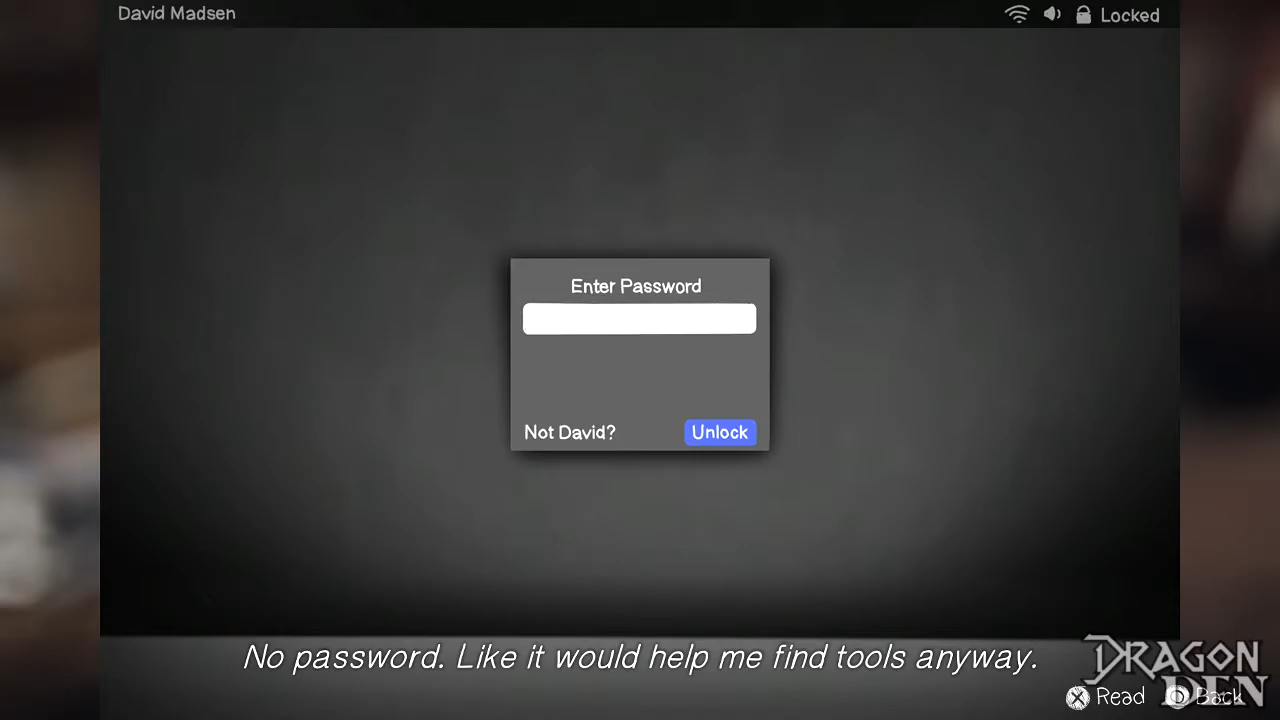 David Madsen
Locked
Enter Password
Not David?
Unlock
No password. Like it would help me find tools anyway.
DRAGON
DEN
Read
Back